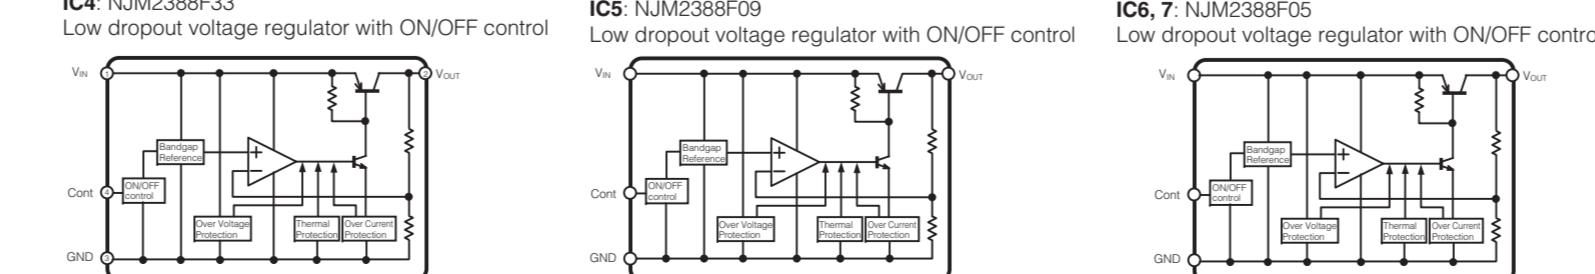 IC4: NJM2388F33
Low dropout voltage regulator with ON/OFF control
VIN
1
2
VOUT
Bandgap
Reference
+
−
Cont
4
ON/OFF
control
Over Voltage
Protection
Thermal
Protection
Over Current
Protection
GND
3
IC5: NJM2388F09
Low dropout voltage regulator with ON/OFF control
VIN
VOUT
Bandgap
Reference
+
−
Cont
ON/OFF
control
Over Voltage
Protection
Thermal
Protection
Over Current
Protection
GND
IC6, 7: NJM2388F05
Low dropout voltage regulator with ON/OFF contro
VIN
VOUT
Bandgap
Reference
+
−
Cont
ON/OFF
control
Over Voltage
Protection
Thermal
Protection
Over Current
Protection
GND